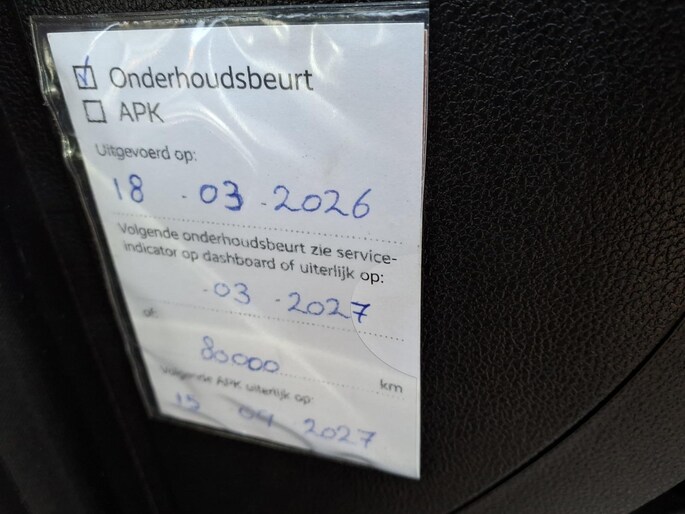 Onderhoudsbeurt
APK
Uitgevoerd op:
18 . 03 . 2026
Volgende onderhoudsbeurt zie service-
indicator op dashboard of uiterlijk op:
. 03 . 2027
of:
80000 km
Volgende APK uiterlijk op:
04 2027